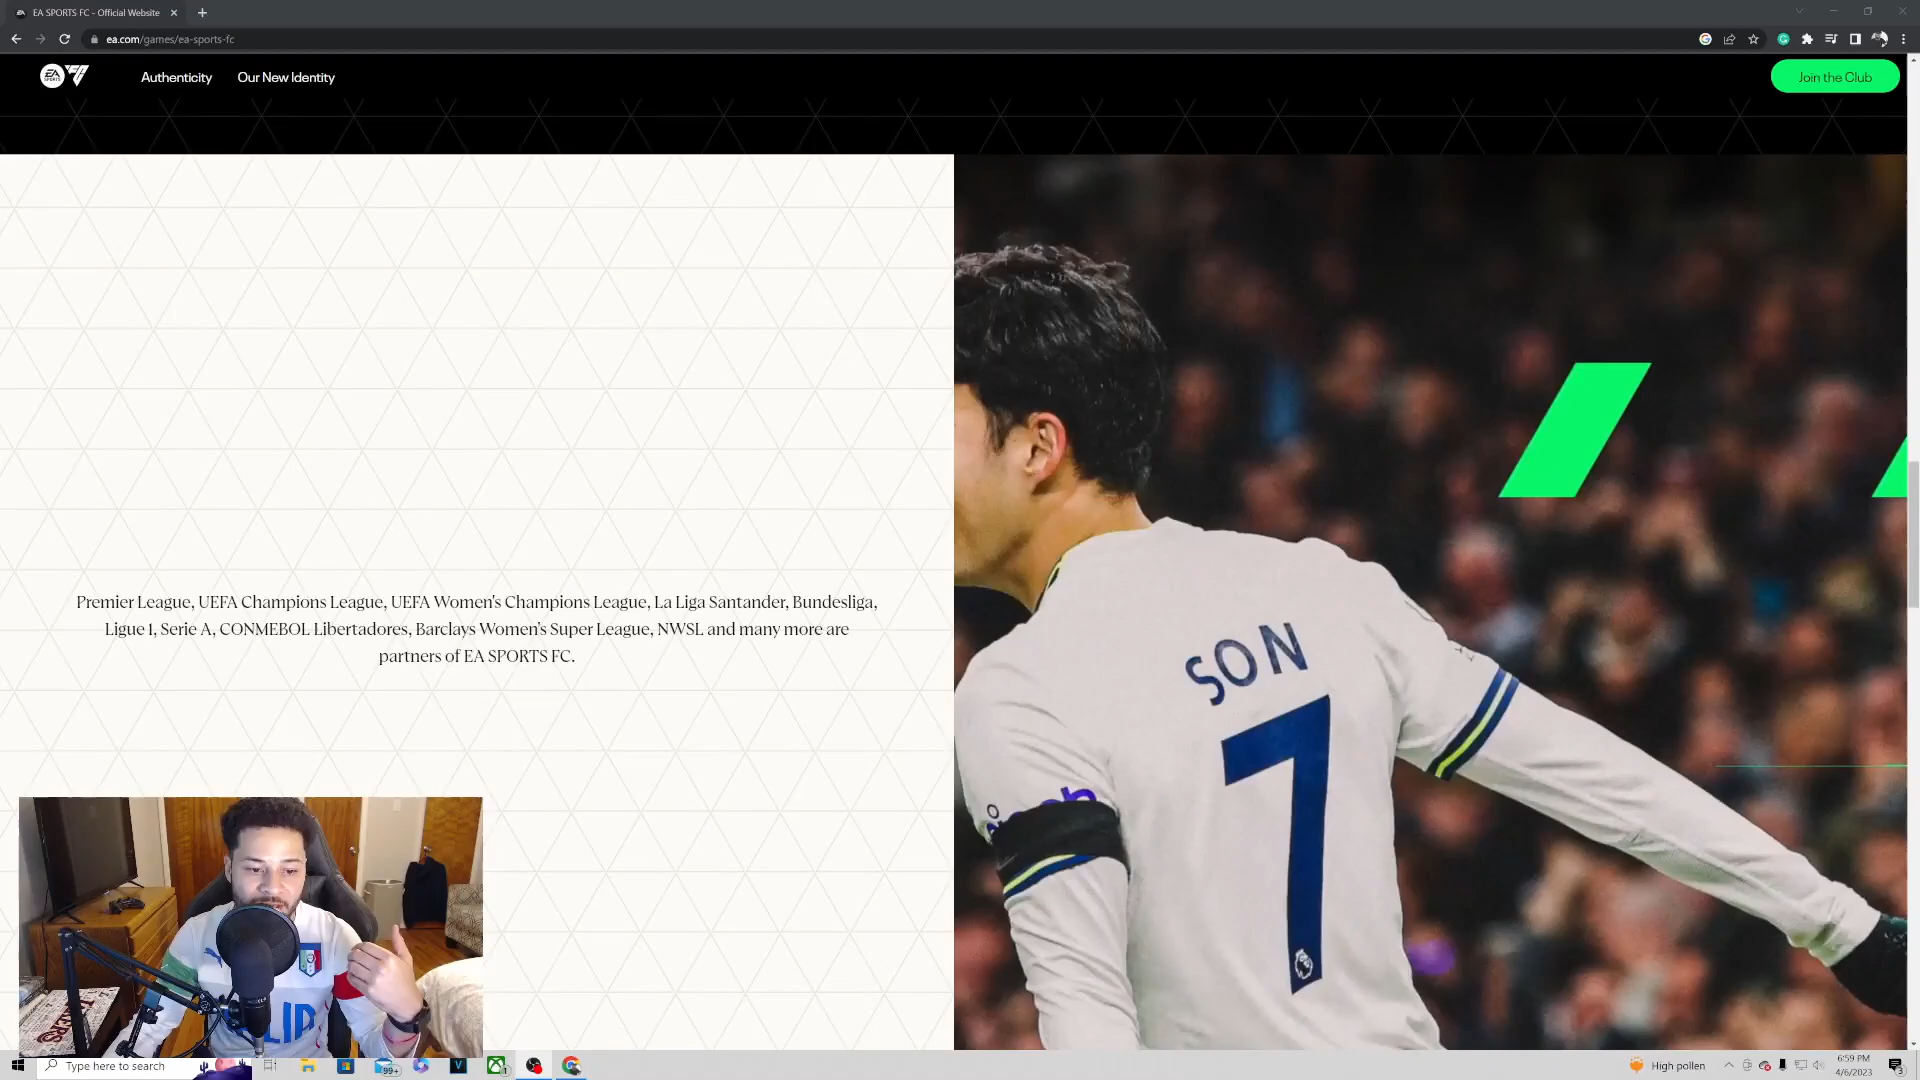 EA SPORTS FC - Official Website
ea.com/games/ea-sports-fc
Authenticity
Our New Identity
Join the Club
SON
7
Premier League, UEFA Champions League, UEFA Women's Champions League, La Liga Santander, Bundesliga,
Ligue 1, Serie A, CONMEBOL Libertadores, Barclays Women's Super League, NWSL and many more are
partners of EA SPORTS FC.
Type here to search
99+
High pollen
6:59 PM
4/6/2023